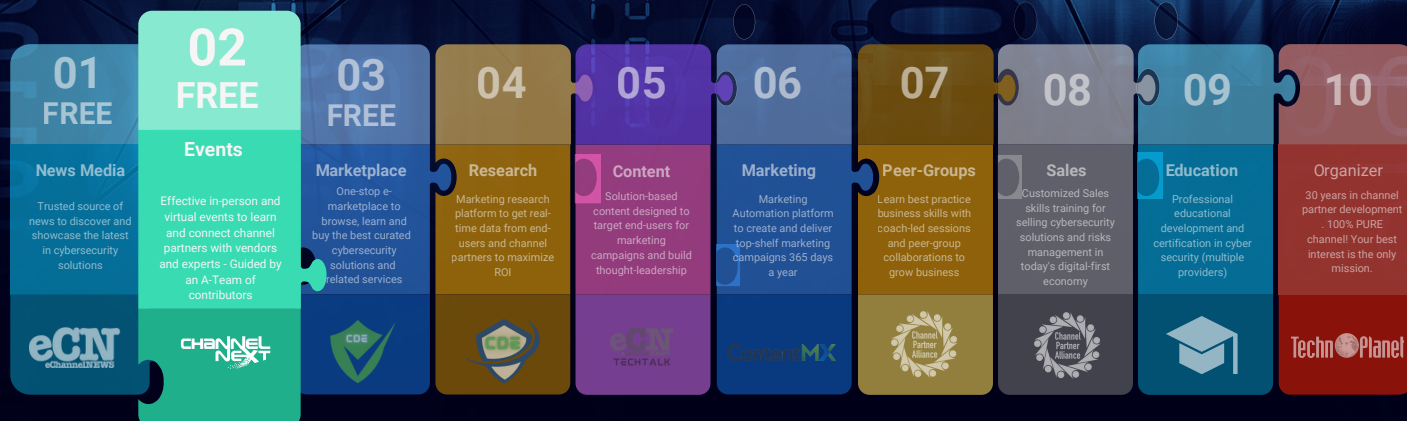 01
FREE
News Media
Trusted source of
news to discover and
showcase the latest
in cybersecurity
solutions
eCN
eChannelNEWS
02
FREE
Events
Effective in-person and
virtual events to learn
and connect channel
partners with vendors
and experts - Guided by
an A-Team of
contributors
CHANNEL
NEXT
03
FREE
Marketplace
One-stop e-
marketplace to
browse, learn and
buy the best curated
cybersecurity
solutions and
related services
CDE
04
Research
Marketing research
platform to get real-
time data from end-
users and channel
partners to maximize
ROI
CDE
05
Content
Solution-based
content designed to
target end-users for
marketing
campaigns and build
thought-leadership
eCN
TECHTALK
06
Marketing
Marketing
Automation platform
to create and deliver
top-shelf marketing
campaigns 365 days
a year
ContentMX
07
Peer-Groups
Learn best practice
business skills with
coach-led sessions
and peer-group
collaborations to
grow business
Channel
Partner
Alliance
08
Sales
Customized Sales
skills training for
selling cybersecurity
solutions and risks
management in
today's digital-first
economy
Channel
Partner
Alliance
09
Education
Professional
educational
development and
certification in cyber
security (multiple
providers)
10
Organizer
30 years in channel
partner development
. 100% PURE
channel! Your best
interest is the only
mission.
TechnoPlanet